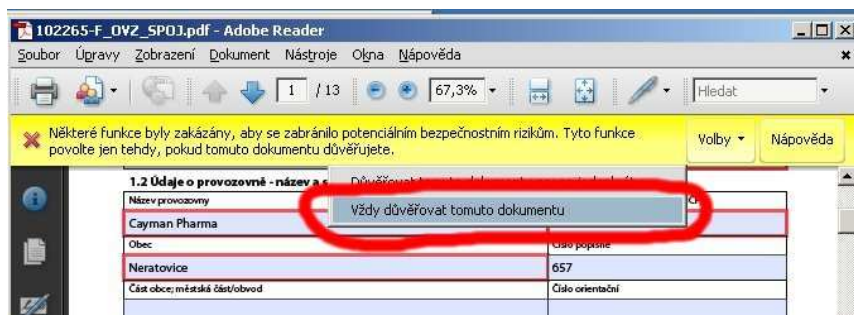 102265-F_OVZ_SPOJ.pdf - Adobe Reader
Soubor Úpravy Zobrazení Dokument Nástroje Okna Nápověda
1 / 13 67,3% Hledat
Některé funkce byly zakázány, aby se zabránilo potenciálním bezpečnostním rizikům. Tyto funkce
povolte jen tehdy, pokud tomuto dokumentu důvěřujete.
Volby Nápověda
1.2 Údaje o provozovně - název a
Název provozovny
Vždy důvěřovat tomuto dokumentu
Cayman Pharma
Obec Číslo popisné
Neratovice 657
Část obce; městská část/obvod Číslo orientační